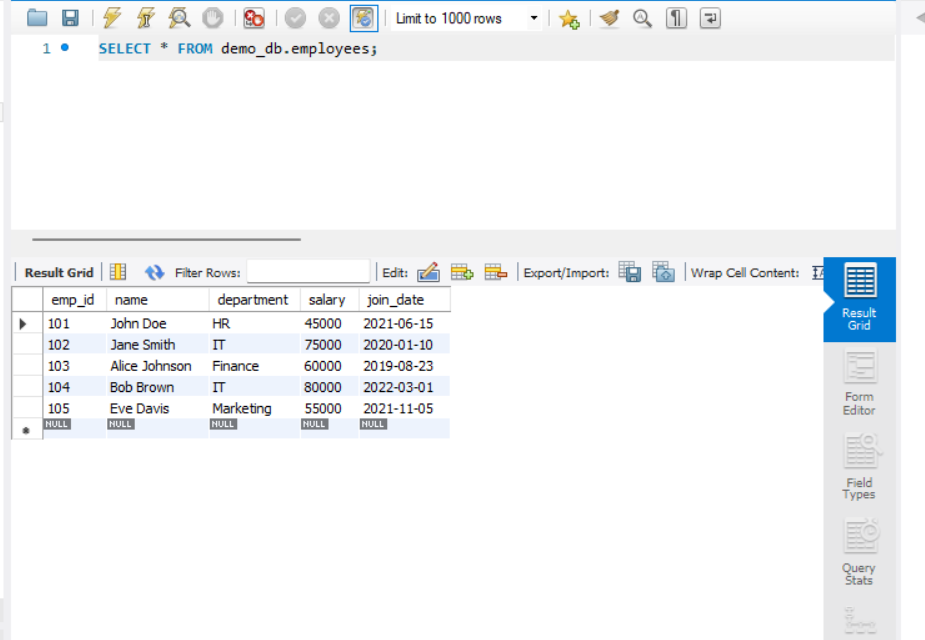 Limit to 1000 rows
1 SELECT * FROM demo_db.employees;
Result Grid Filter Rows: Edit: Export/Import: Wrap Cell Content:
emp_id name department salary join_date
101 John Doe HR 45000 2021-06-15
102 Jane Smith IT 75000 2020-01-10
103 Alice Johnson Finance 60000 2019-08-23
104 Bob Brown IT 80000 2022-03-01
105 Eve Davis Marketing 55000 2021-11-05
NULL NULL NULL NULL NULL
Result
Grid
Form
Editor
Field
Types
Query
Stats